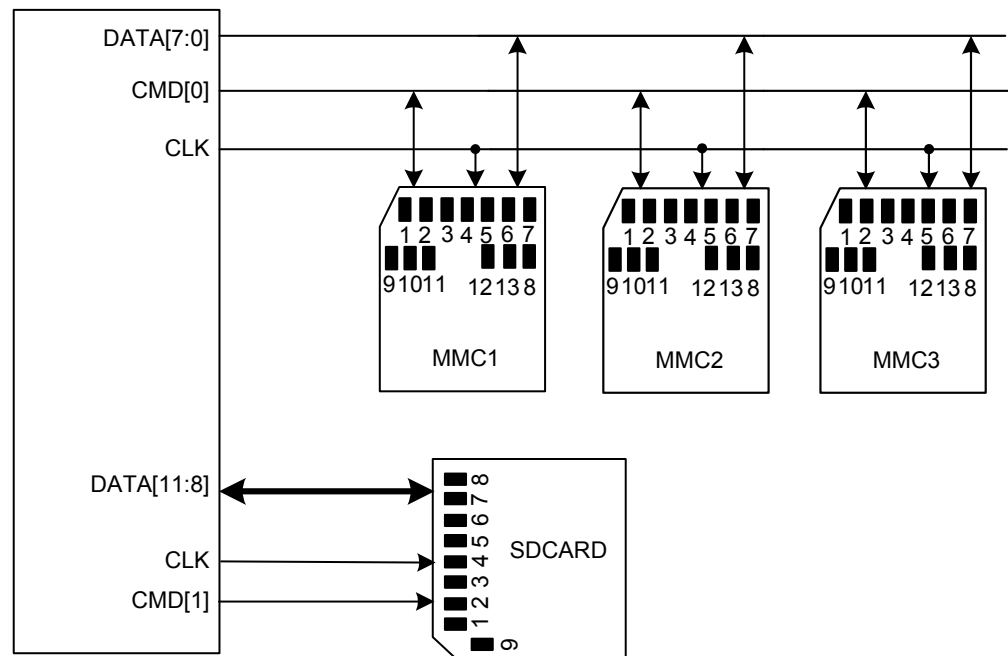 DATA[7:0]
CMD[0]
CLK
1 2 3 4 5 6 7
9 10 11 12 13 8
MMC1
1 2 3 4 5 6 7
9 10 11 12 13 8
MMC2
1 2 3 4 5 6 7
9 10 11 12 13 8
MMC3
DATA[11:8]
CLK
CMD[1]
8
7
6
5
4
3
2
1
9
SDCARD